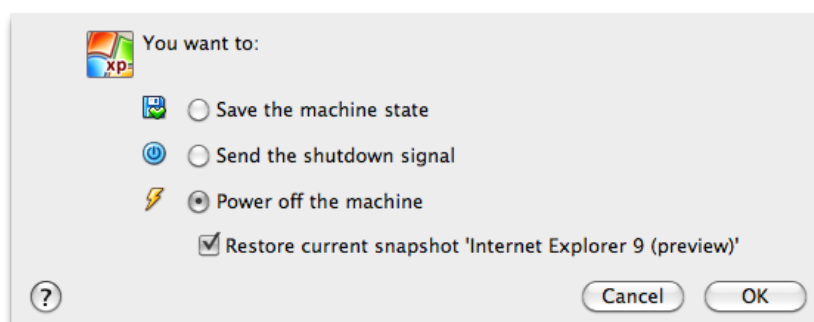 You want to:
xp
Save the machine state
Send the shutdown signal
Power off the machine
Restore current snapshot 'Internet Explorer 9 (preview)'
?
Cancel
OK